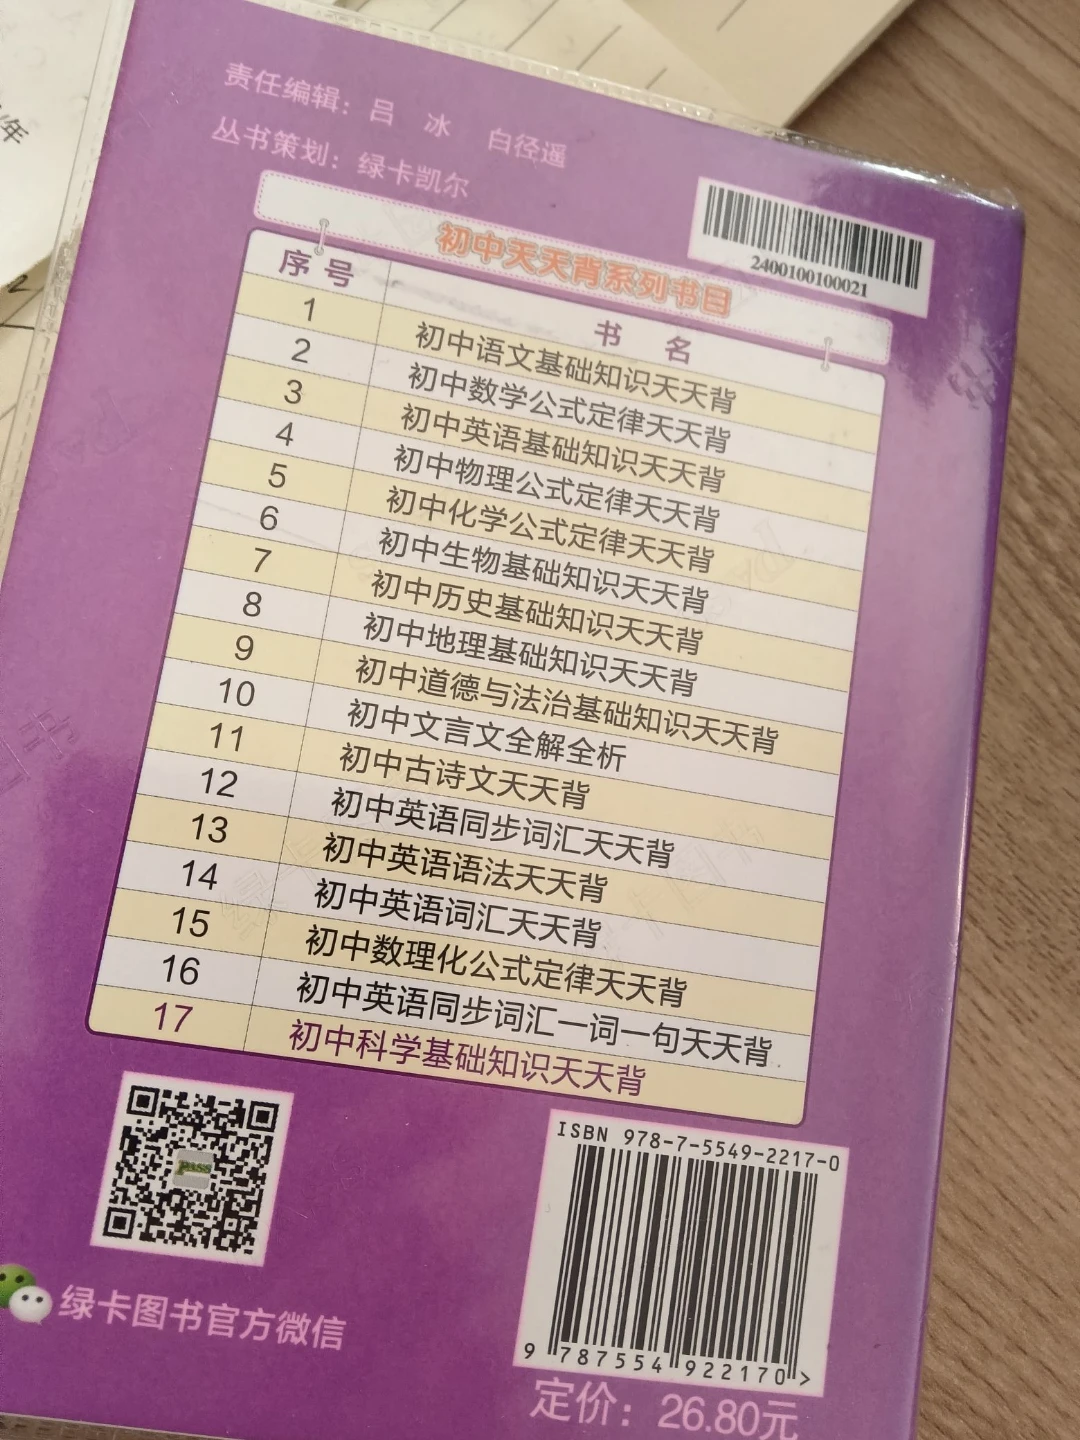 责任编辑：吕 冰 白径遥
丛书策划：绿卡凯尔
2400100100021
初中天天背系列书目
序号 书名
1 初中语文基础知识天天背
2 初中数学公式定律天天背
3 初中英语基础知识天天背
4 初中物理公式定律天天背
5 初中化学公式定律天天背
6 初中生物基础知识天天背
7 初中历史基础知识天天背
8 初中地理基础知识天天背
9 初中道德与法治基础知识天天背
10 初中文言文全解全析
11 初中古诗文天天背
12 初中英语同步词汇天天背
13 初中英语语法天天背
14 初中英语词汇天天背
15 初中数理化公式定律天天背
16 初中英语同步词汇一词一句天天背
17 初中科学基础知识天天背
PASS
绿卡图书官方微信
ISBN 978-7-5549-2217-0
9 787554 922170 >
定价：26.80元
年